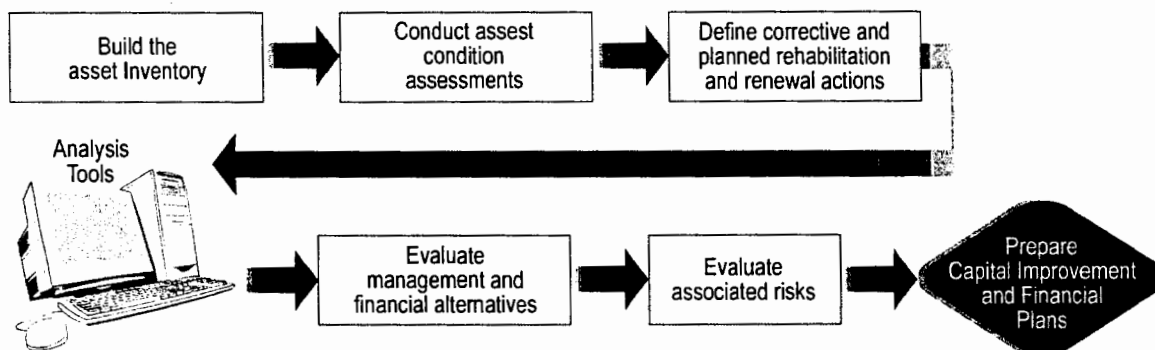 Build the
asset Inventory
Conduct assest
condition
assessments
Define corrective and
planned rehabilitation
and renewal actions
Analysis
Tools
Evaluate
management and
financial alternatives
Evaluate
associated risks
Prepare
Capital Improvement
and Financial
Plans